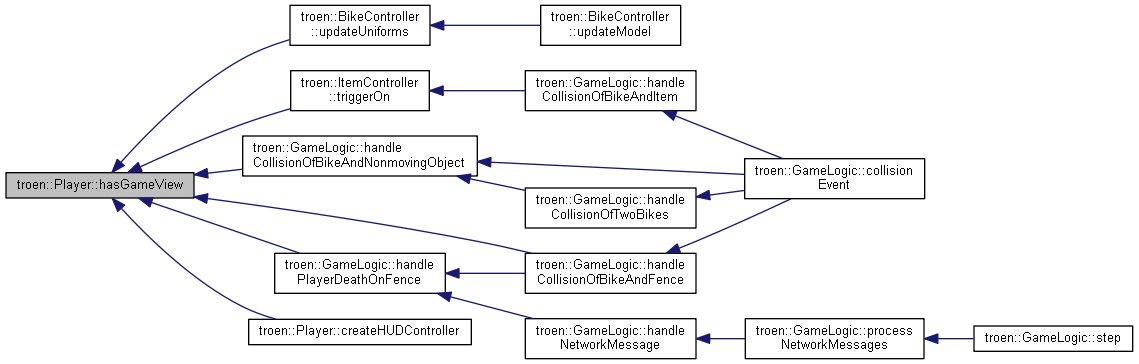 troen::BikeController
::updateUniforms
troen::BikeController
::updateModel
troen::ItemController
::triggerOn
troen::GameLogic::handle
CollisionOfBikeAndItem
troen::GameLogic::handle
CollisionOfBikeAndNonmovingObject
troen::Player::hasGameView
troen::GameLogic::collision
Event
troen::GameLogic::handle
CollisionOfTwoBikes
troen::GameLogic::handle
PlayerDeathOnFence
troen::GameLogic::handle
CollisionOfBikeAndFence
troen::Player::createHUDController
troen::GameLogic::handle
NetworkMessage
troen::GameLogic::process
NetworkMessages
troen::GameLogic::step